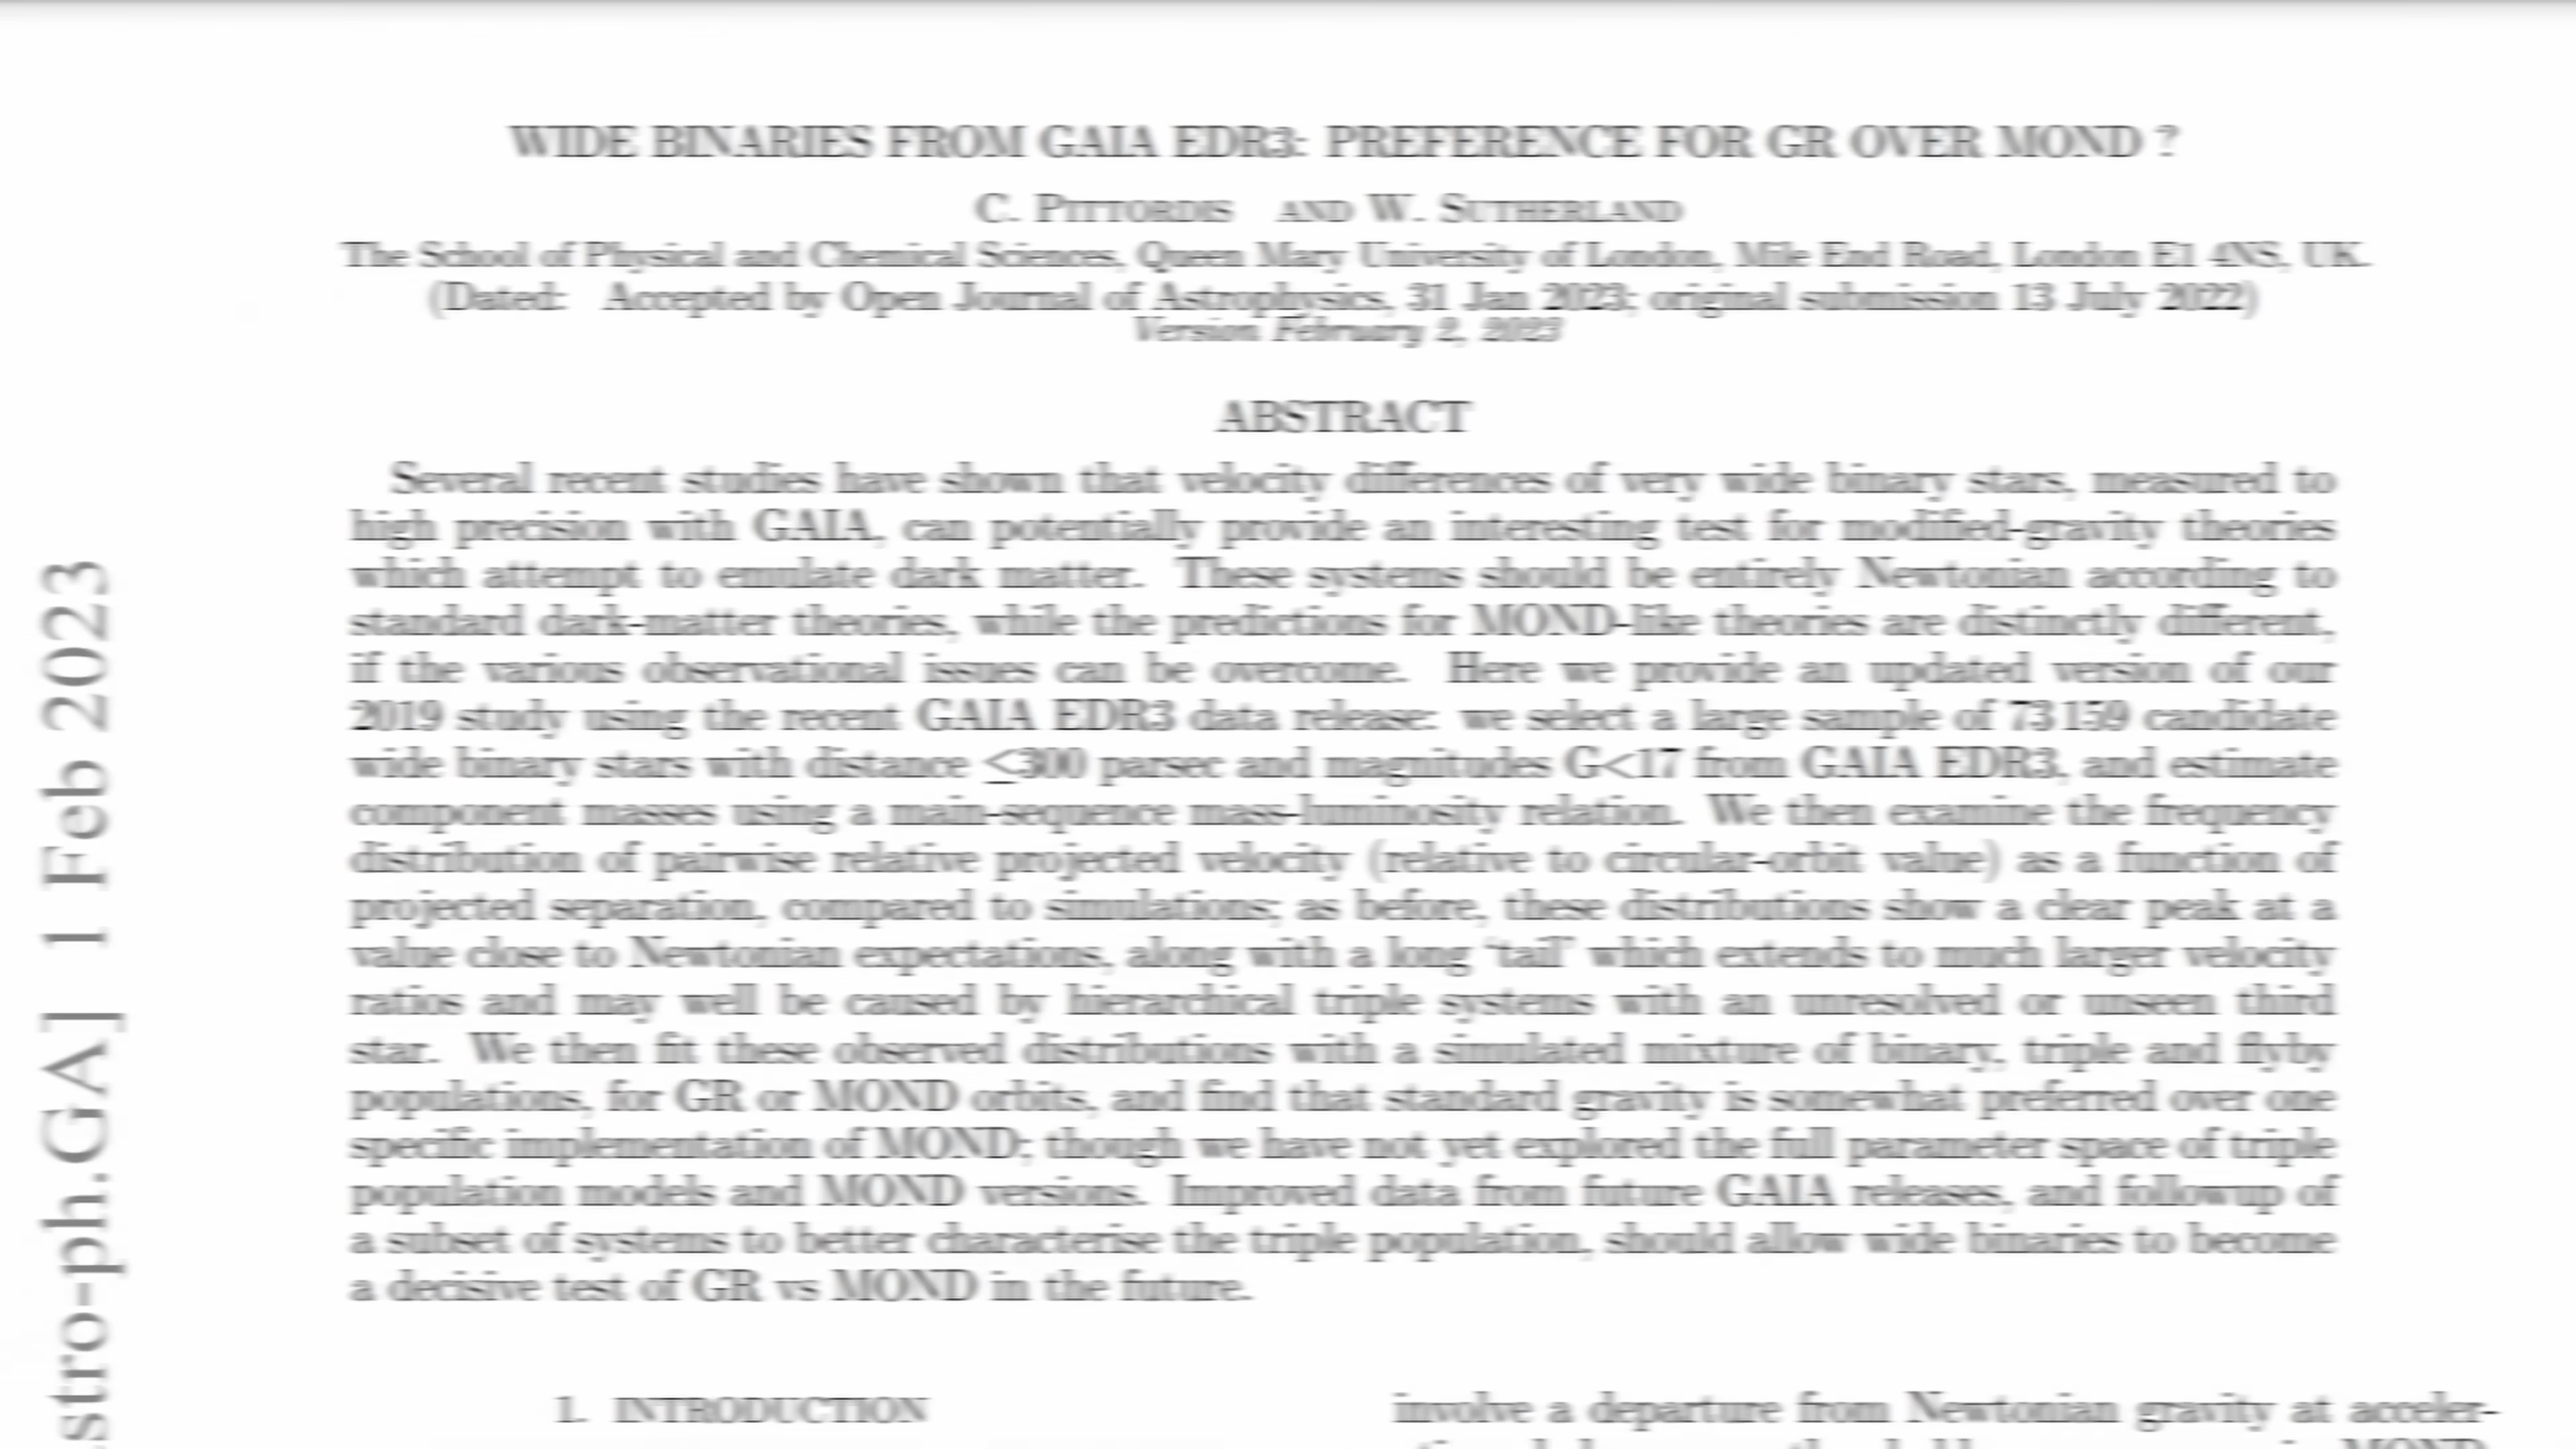 WIDE BINARIES FROM GAIA EDR3: PREFERENCE FOR GR OVER MOND ?
C. PITTORDIS AND W. SUTHERLAND
The School of Physical and Chemical Sciences, Queen Mary University of London, Mile End Road, London E1 4NS, UK.
(Dated: Accepted by Open Journal of Astrophysics, 31 Jan 2023; original submission 13 July 2022)
Version February 2, 2023
ABSTRACT
Several recent studies have shown that velocity differences of very wide binary stars, measured to
high precision with GAIA, can potentially provide an interesting test for modified-gravity theories
which attempt to emulate dark matter. These systems should be entirely Newtonian according to
standard dark-matter theories, while the predictions for MOND-like theories are distinctly different,
if the various observational issues can be overcome. Here we provide an updated version of our
2019 study using the recent GAIA EDR3 data release: we select a large sample of 73 159 candidate
wide binary stars with distance ≤300 parsec and magnitudes G<17 from GAIA EDR3, and estimate
component masses using a main-sequence mass-luminosity relation. We then examine the frequency
distribution of pairwise relative projected velocity (relative to circular-orbit value) as a function of
projected separation, compared to simulations; as before, these distributions show a clear peak at a
value close to Newtonian expectations, along with a long ‘tail’ which extends to much larger velocity
ratios and may well be caused by hierarchical triple systems with an unresolved or unseen third
star. We then fit these observed distributions with a simulated mixture of binary, triple and flyby
populations, for GR or MOND orbits, and find that standard gravity is somewhat preferred over one
specific implementation of MOND; though we have not yet explored the full parameter space of triple
population models and MOND versions. Improved data from future GAIA releases, and followup of
a subset of systems to better characterise the triple population, should allow wide binaries to become
a decisive test of GR vs MOND in the future.
1. INTRODUCTION
involve a departure from Newtonian gravity at acceler-
stro-ph.GA] 1 Feb 2023